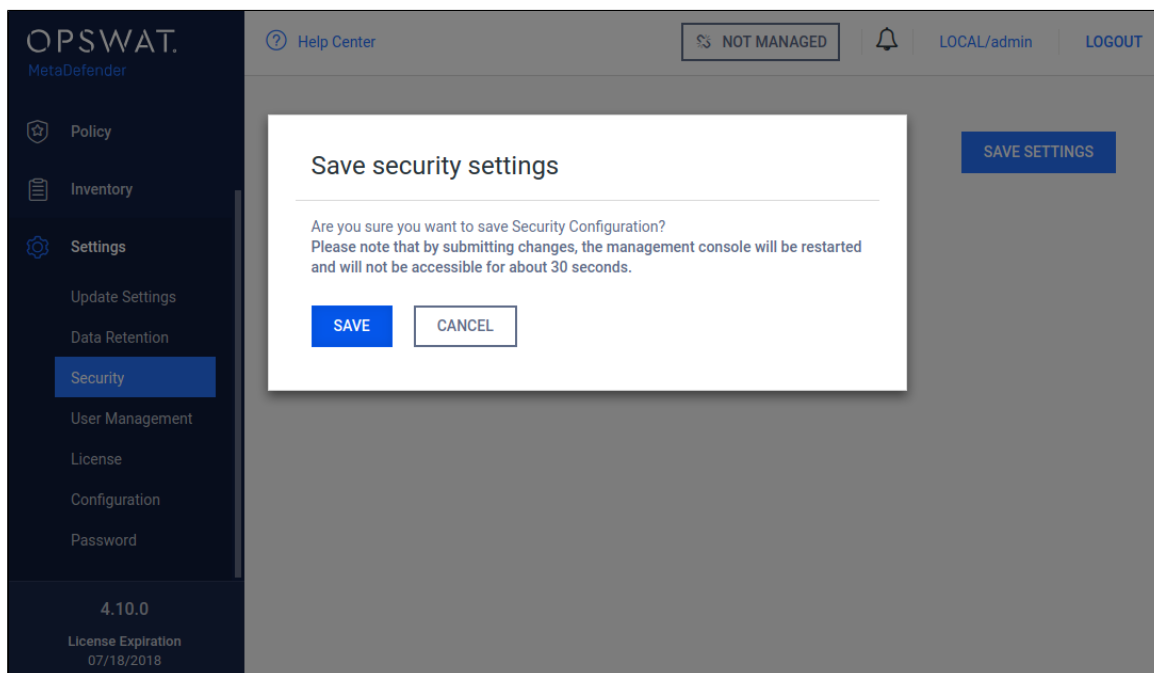 OPSWAT.
MetaDefender
Help Center
NOT MANAGED
LOCAL/admin
LOGOUT
Policy
Inventory
Settings
Update Settings
Data Retention
Security
User Management
License
Configuration
Password
4.10.0
License Expiration
07/18/2018
SAVE SETTINGS
Save security settings
Are you sure you want to save Security Configuration?
Please note that by submitting changes, the management console will be restarted
and will not be accessible for about 30 seconds.
SAVE
CANCEL